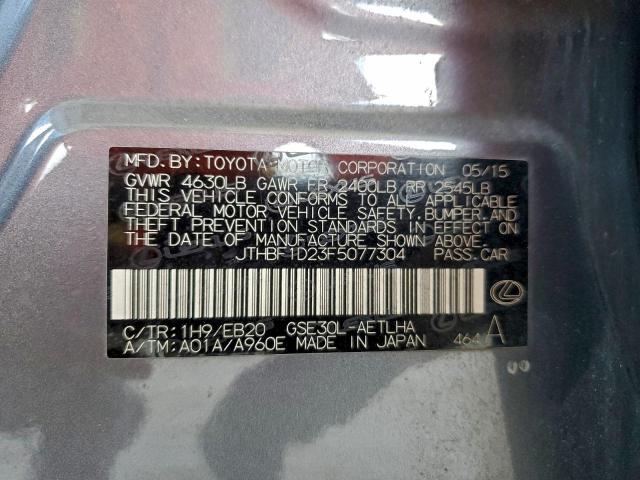 MFD. BY: TOYOTA MOTOR CORPORATION 05/15
GVWR 4630LB GAWR FR 2400LB RR 2545LB
THIS VEHICLE CONFORMS TO ALL APPLICABLE
FEDERAL MOTOR VEHICLE SAFETY, BUMPER, AND
THEFT PREVENTION STANDARDS IN EFFECT ON
THE DATE OF MANUFACTURE SHOWN ABOVE.
JTHBF1D23F5077304 PASS. CAR
C/TR: 1H9/EB20 GSE30L-AETLHA
A/TM: A01A/A960E MADE IN JAPAN 464 A